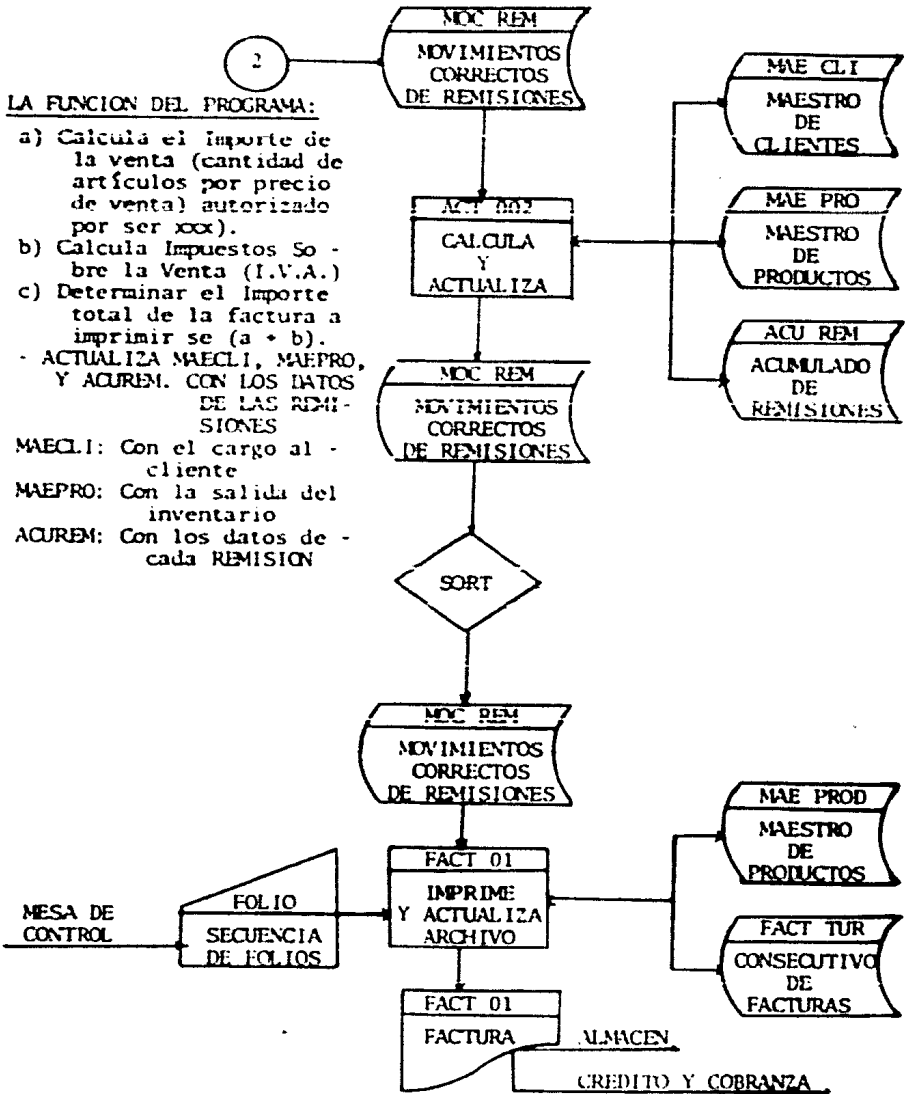 MOC REM
2
MOVIMIENTOS
CORRECTOS
DE REMISIONES
LA FUNCION DEL PROGRAMA:
a) Calcula el Importe de
la venta (cantidad de
artículos por precio
de venta) autorizado
por ser xxx).
b) Calcula Impuestos So -
bre la Venta (I.V.A.)
c) Determinar el Importe
total de la factura a
imprimir se (a + b).
- ACTUALIZA MAECLI, MAEPRO,
Y ACUREM. CON LOS DATOS
DE LAS REMI-
SIONES
MAECLI: Con el cargo al -
cliente
MAEPRO: Con la salida del
inventario
ACUREM: Con los datos de -
cada REMISION
MAE CLI
MAESTRO
DE
CLIENTES
ACT 002
CALCULA
Y
ACTUALIZA
MAE PRO
MAESTRO
DE
PRODUCTOS
ACU REM
ACUMULADO
DE
REMISIONES
MOC REM
MOVIMIENTOS
CORRECTOS
DE REMISIONES
SORT
MOC REM
MOVIMIENTOS
CORRECTOS
DE REMISIONES
MAE PROD
MAESTRO
DE
PRODUCTOS
FACT 01
IMPRIME
Y ACTUALIZA
ARCHIVO
MESA DE
CONTROL
FOLIO
SECUENCIA
DE FOLIOS
FACT TUR
CONSECUTIVO
DE
FACTURAS
FACT 01
FACTURA
ALMACEN
CREDITO Y COBRANZA